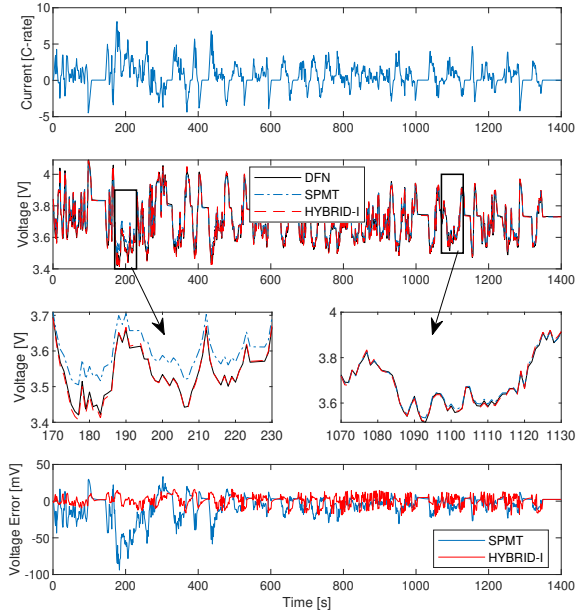 Current [C-rate]
10
5
0
-5
0 200 400 600 800 1000 1200 1400
Voltage [V]
4
3.8
3.6
3.4
DFN
SPMT
HYBRID-I
0 200 400 600 800 1000 1200 1400
Voltage [V]
3.7
3.6
3.5
3.4
170 180 190 200 210 220 230
4
3.8
3.6
1070 1080 1090 1100 1110 1120 1130
Voltage Error [mV]
50
0
-50
-100
SPMT
HYBRID-I
0 200 400 600 800 1000 1200 1400
Time [s]